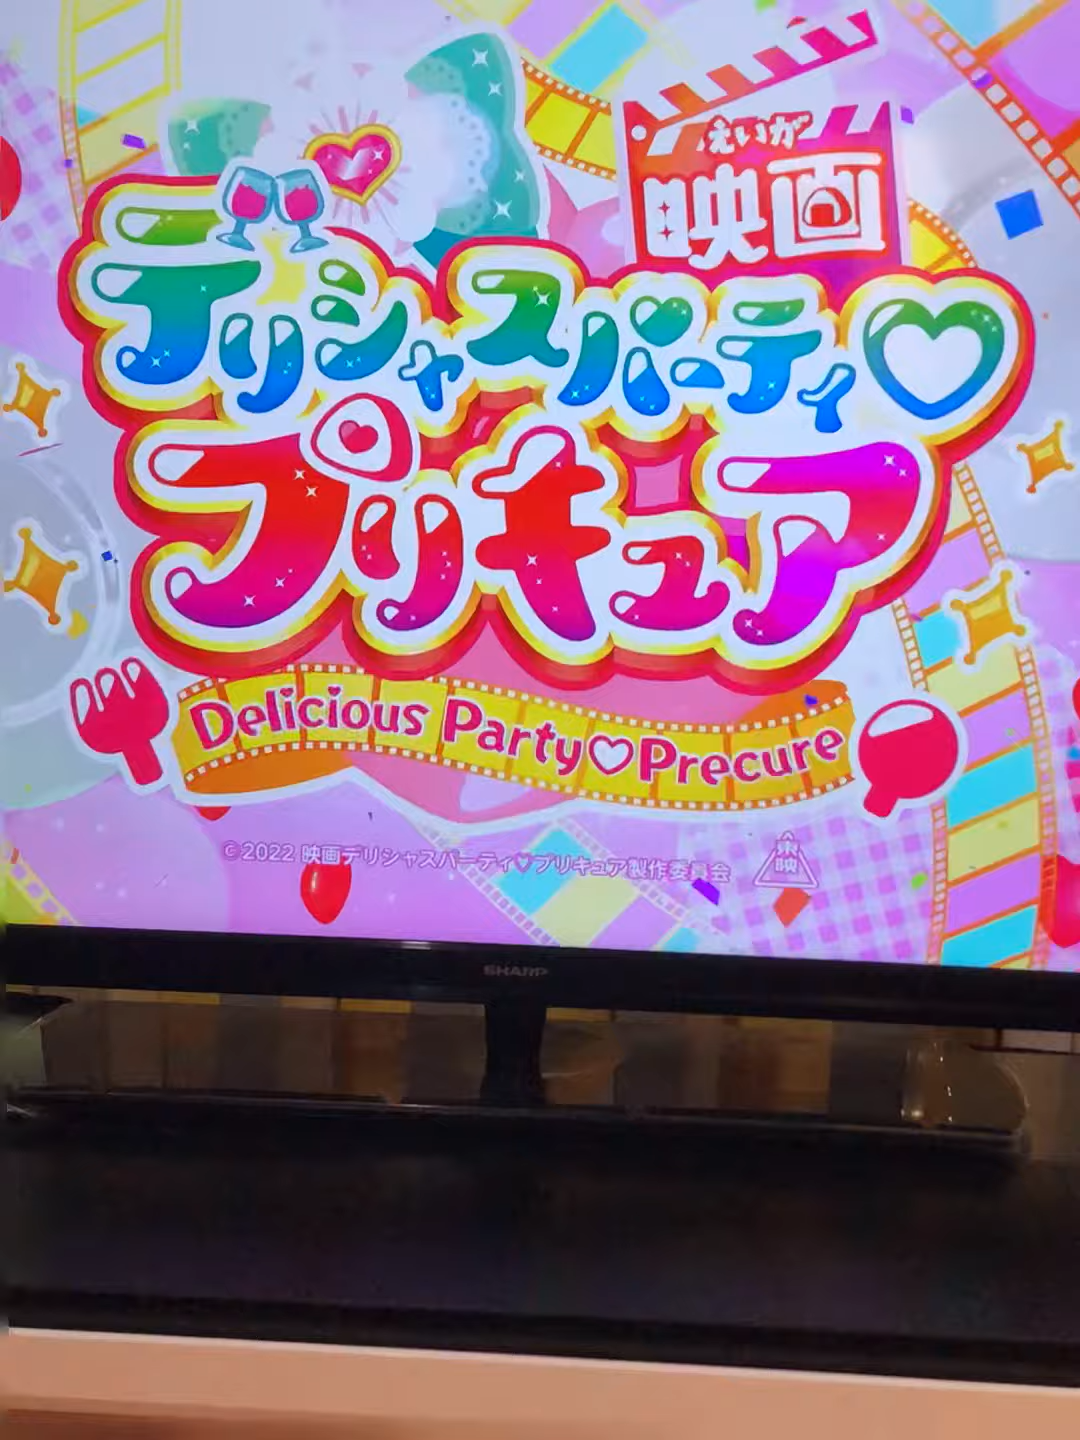 えいが
映画
デリシャスパーティ♡
プリキュア
Delicious Party♡Precure
©2022 映画デリシャスパーティ♥プリキュア製作委員会
東映
SHARP